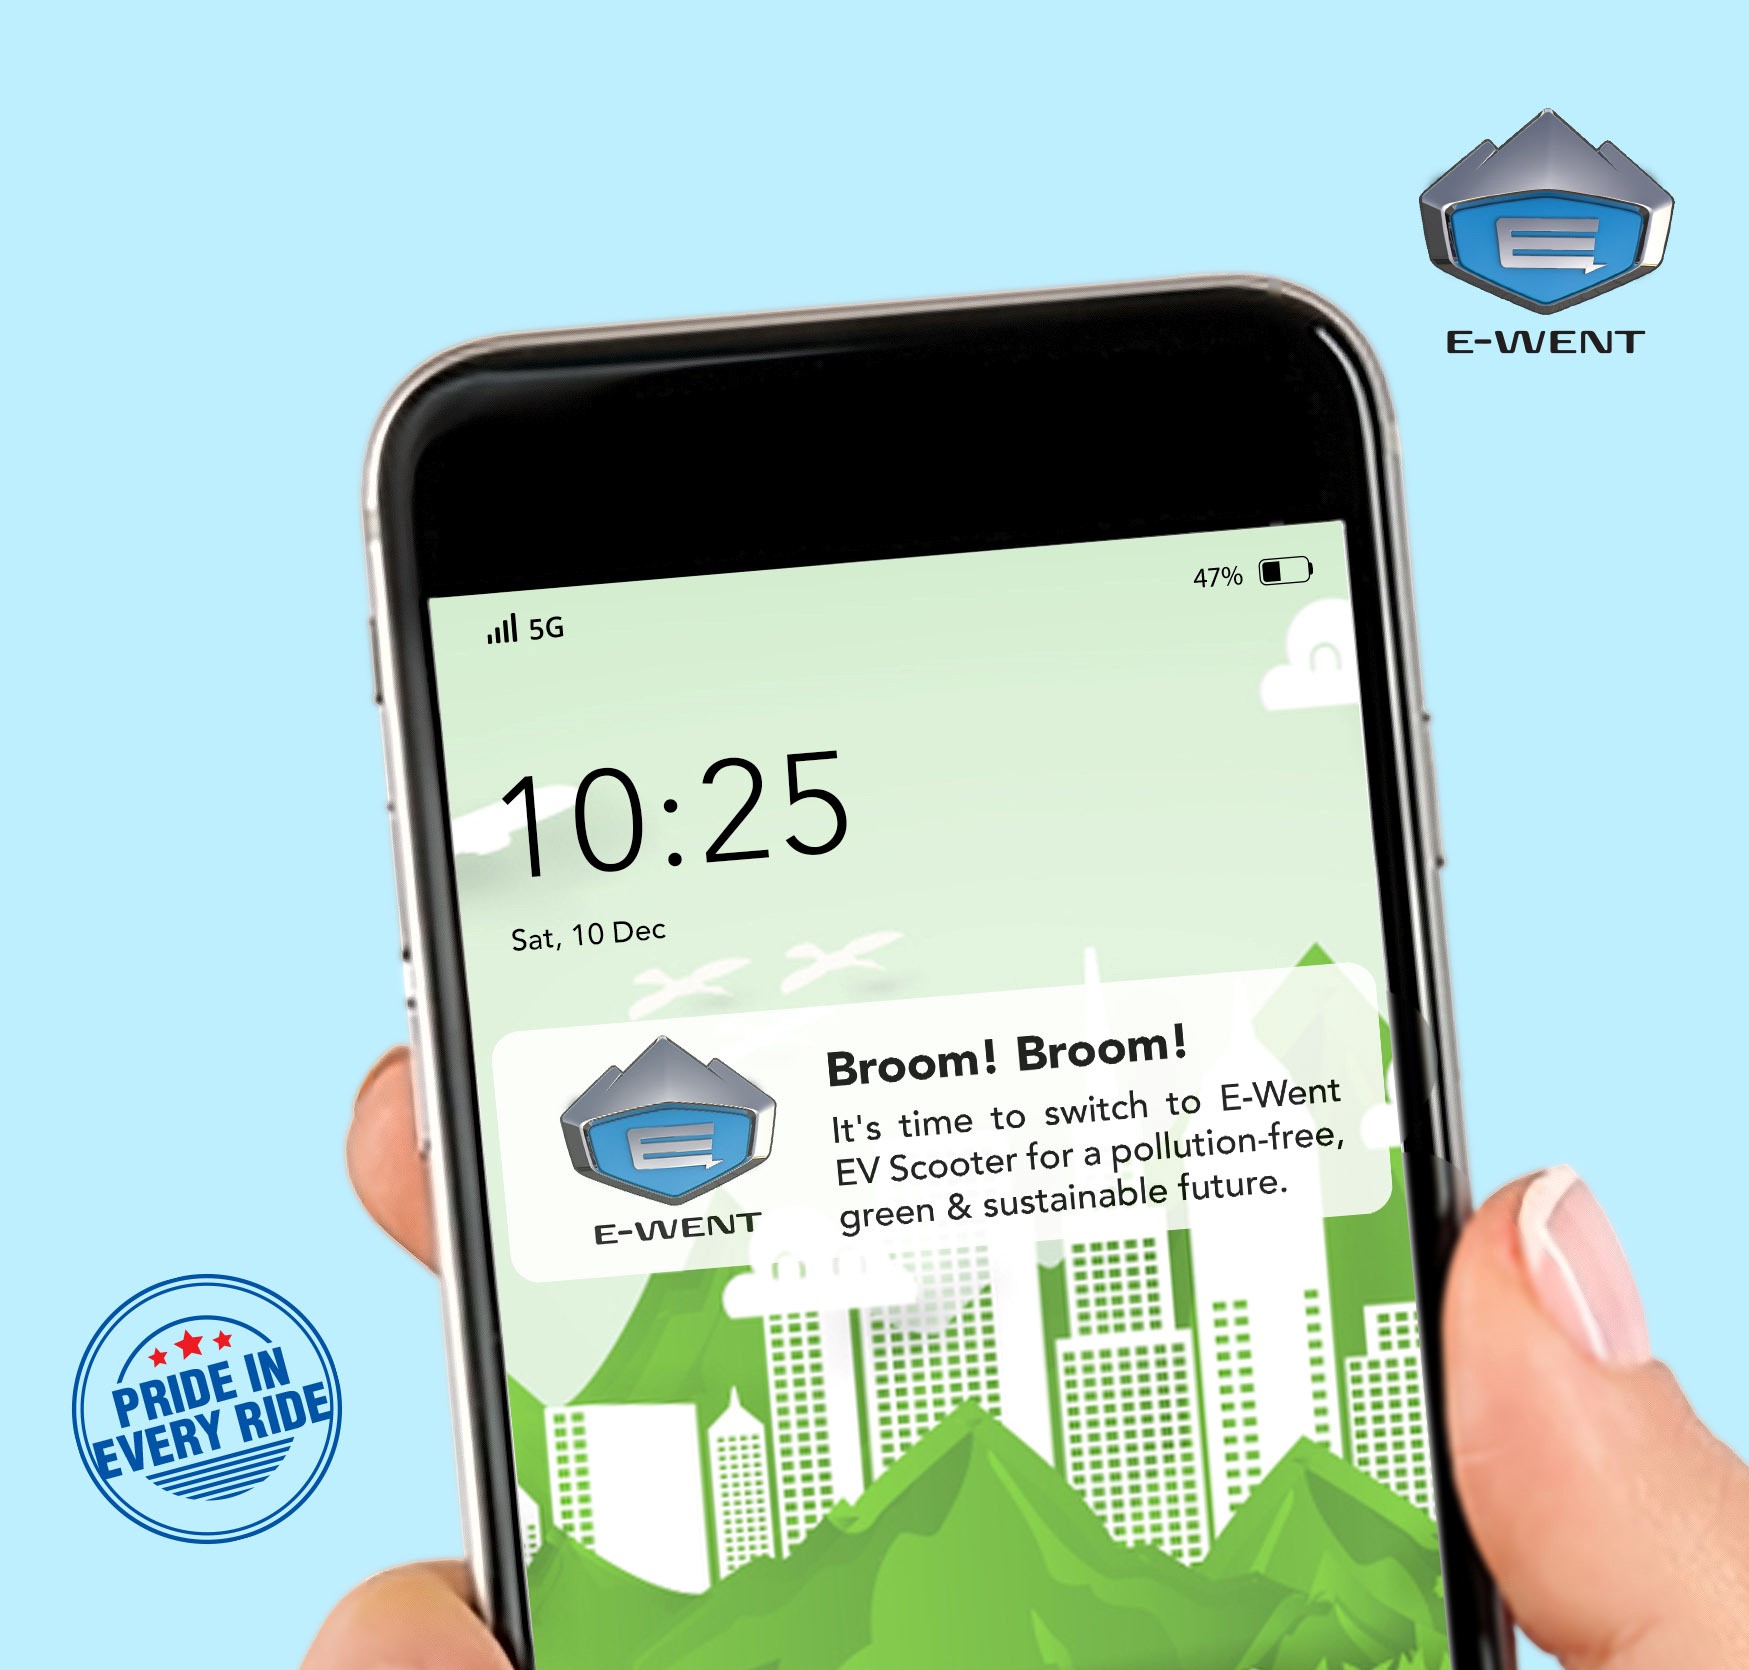 E-WENT
5G
47%
10:25
Sat, 10 Dec
Broom! Broom!
It's time to switch to E-Went
EV Scooter for a pollution-free,
green & sustainable future.
E-WENT
PRIDE IN
EVERY RIDE